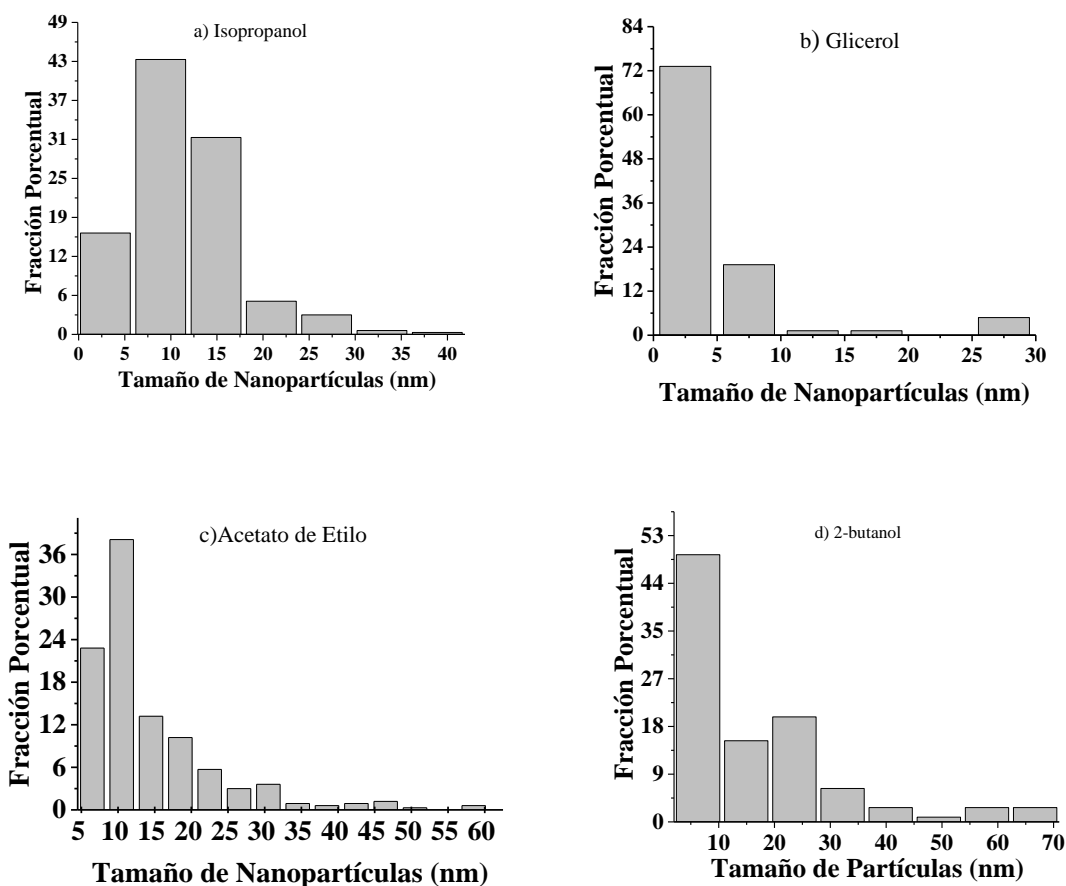 a) Isopropanol
Fracción Porcentual
49
43
37
31
25
19
12
6
0
0 5 10 15 20 25 30 35 40
Tamaño de Nanopartículas (nm)
b) Glicerol
Fracción Porcentual
84
72
60
48
36
24
12
0
0 5 10 15 20 25 30
Tamaño de Nanopartículas (nm)
c)Acetato de Etilo
Fracción Porcentual
36
30
24
18
12
6
0
5 10 15 20 25 30 35 40 45 50 55 60
Tamaño de Nanopartículas (nm)
d) 2-butanol
Fracción Porcentual
53
44
35
27
18
9
0
10 20 30 40 50 60 70
Tamaño de Partículas (nm)